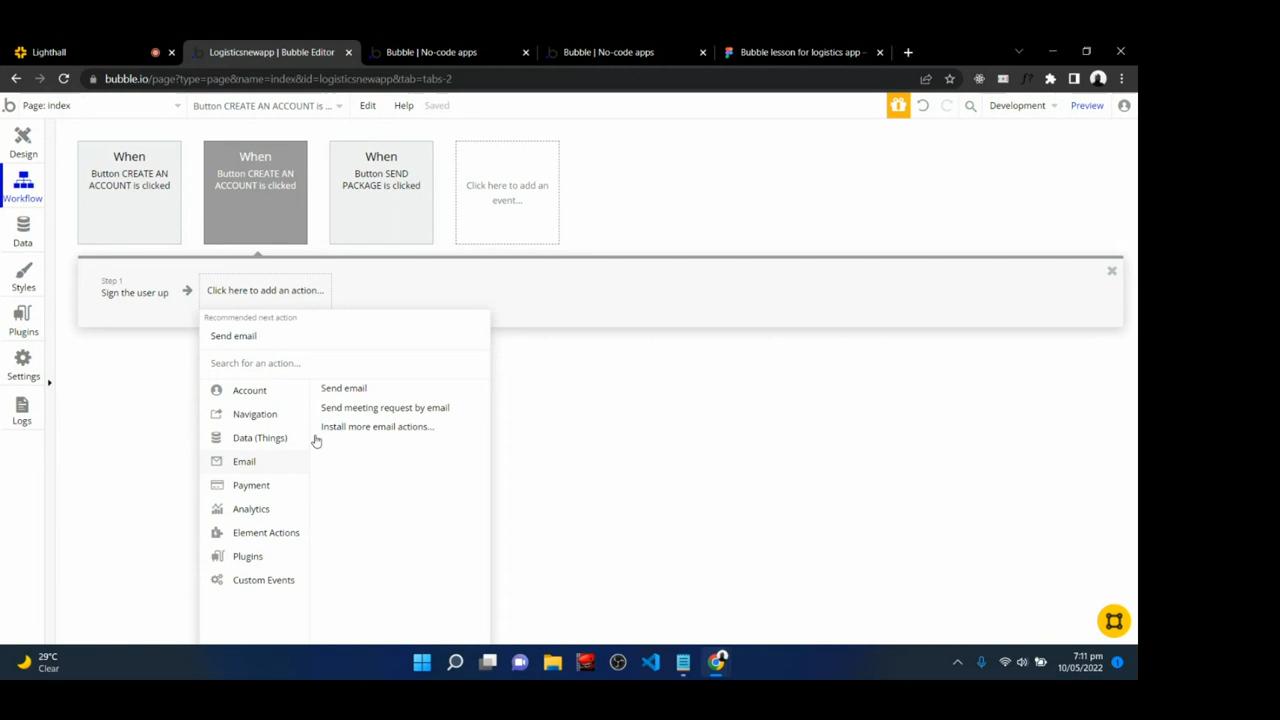 Lighthall
Logisticsnewapp | Bubble Editor
Bubble | No-code apps
Bubble | No-code apps
Bubble lesson for logistics app –
bubble.io/page?type=page&name=index&id=logisticsnewapp&tab=tabs-2
Page: index
Button CREATE AN ACCOUNT is ...
Edit
Help
Saved
Development
Preview
Design
Workflow
Data
Styles
Plugins
Settings
Logs
When
Button CREATE AN
ACCOUNT is clicked
When
Button CREATE AN
ACCOUNT is clicked
When
Button SEND
PACKAGE is clicked
Click here to add an
event...
Step 1
Sign the user up
Click here to add an action...
Recommended next action
Send email
Search for an action...
Account
Navigation
Data (Things)
Email
Payment
Analytics
Element Actions
Plugins
Custom Events
Send email
Send meeting request by email
Install more email actions...
29°C
Clear
7:11 pm
10/05/2022
1